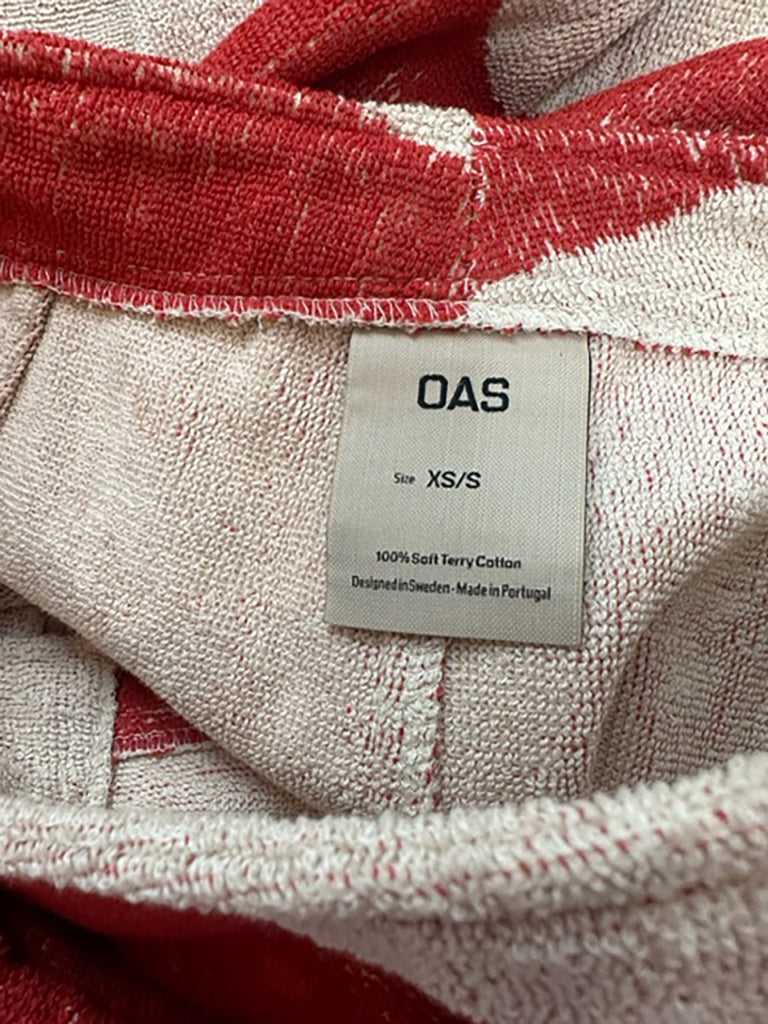 OAS
Size XS/S
100% Soft Terry Cotton
Designed in Sweden - Made in Portugal